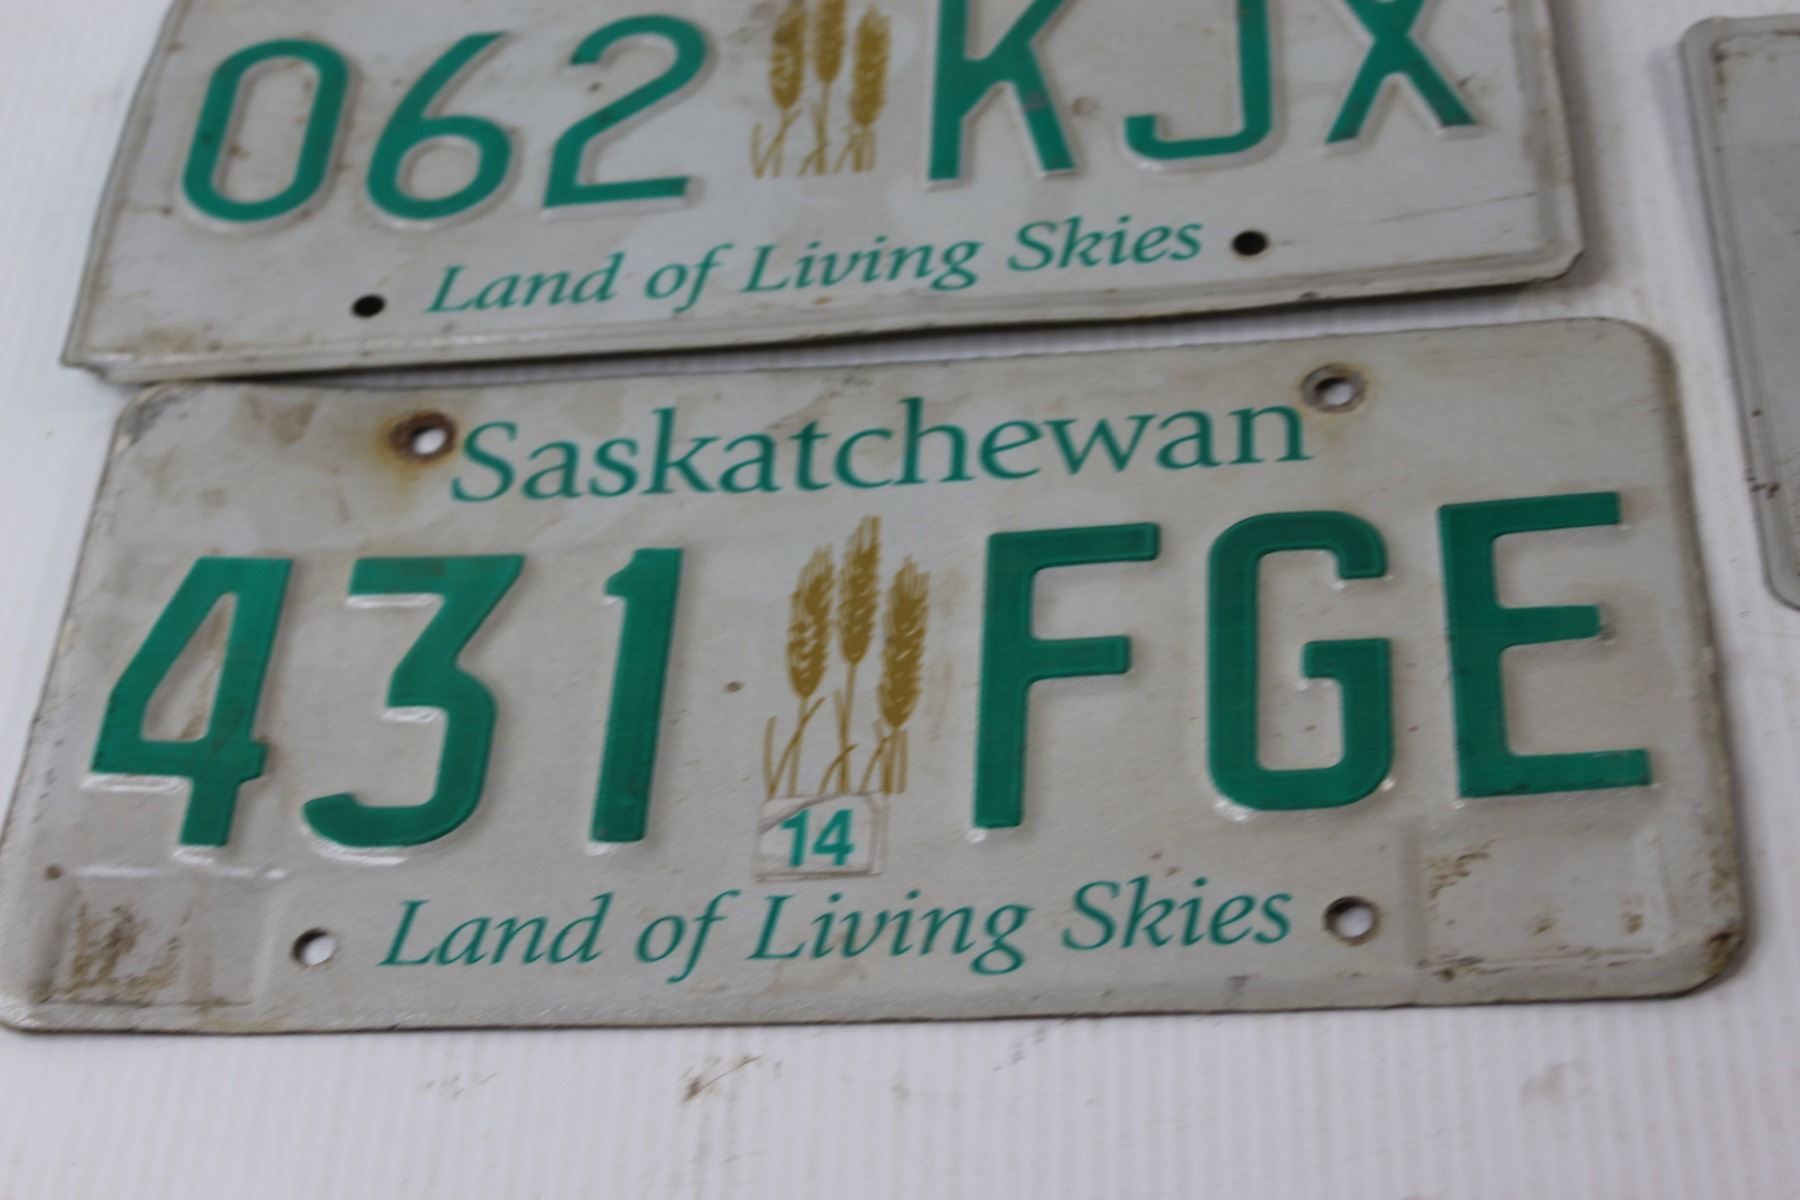 062 KJX
Land of Living Skies
Saskatchewan
431 FGE
14
Land of Living Skies